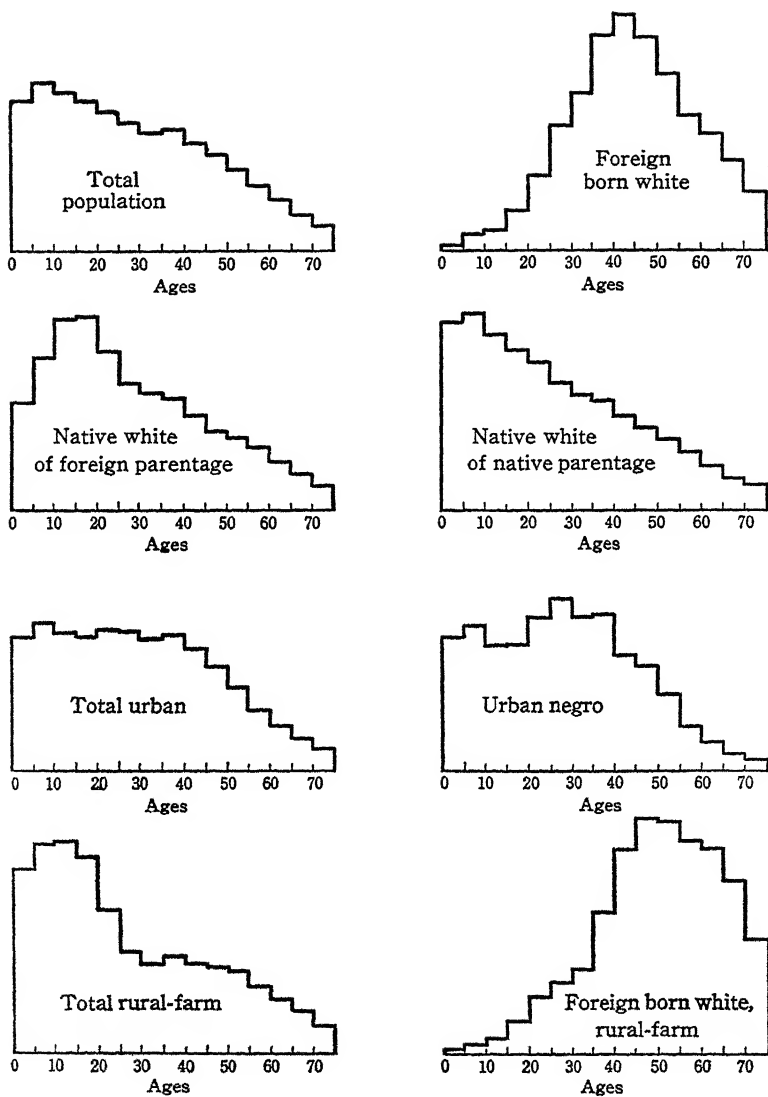 Total
population
0 10 20 30 40 50 60 70
Ages
Foreign
born white
0 10 20 30 40 50 60 70
Ages
Native white
of foreign parentage
0 10 20 30 40 50 60 70
Ages
Native white
of native parentage
0 10 20 30 40 50 60 70
Ages
Total urban
0 10 20 30 40 50 60 70
Ages
Urban negro
0 10 20 30 40 50 60 70
Ages
Total rural-farm
0 10 20 30 40 50 60 70
Ages
Foreign born white,
rural-farm
0 10 20 30 40 50 60 70
Ages